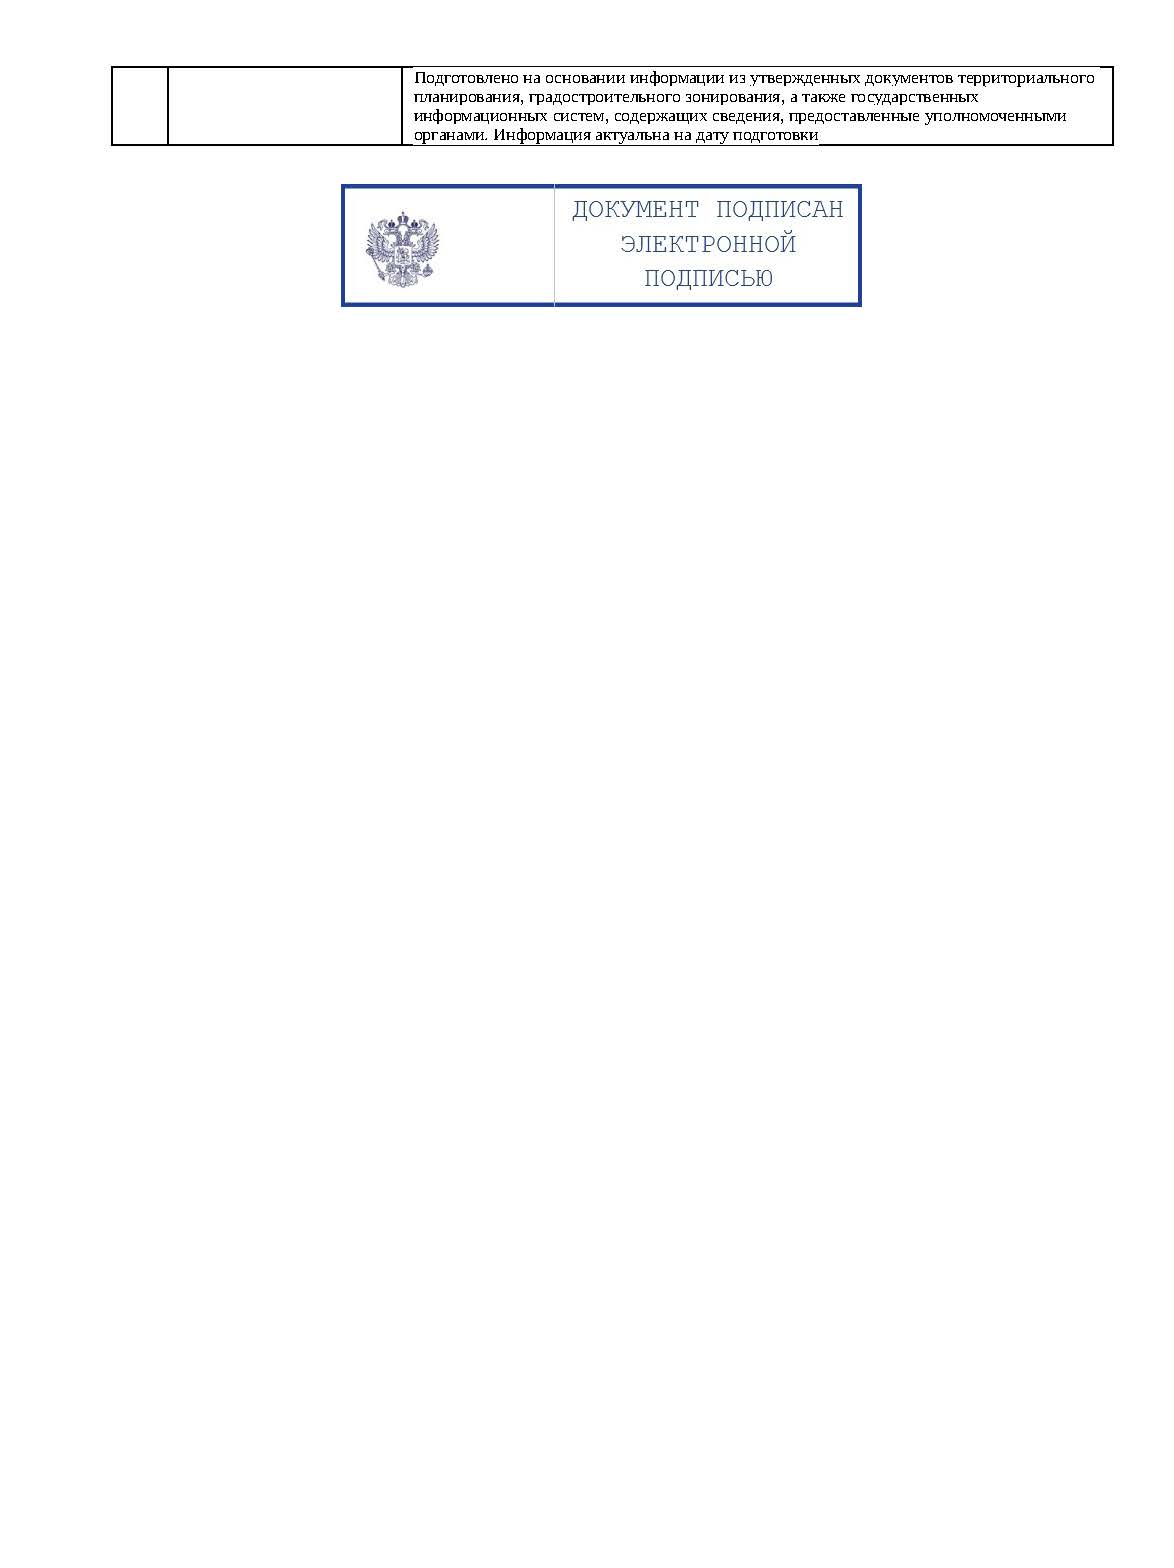 Подготовлено на основании информации из утвержденных документов территориального
планирования, градостроительного зонирования, а также государственных
информационных систем, содержащих сведения, предоставленные уполномоченными
органами. Информация актуальна на дату подготовки
ДОКУМЕНТ ПОДПИСАН
ЭЛЕКТРОННОЙ
ПОДПИСЬЮ